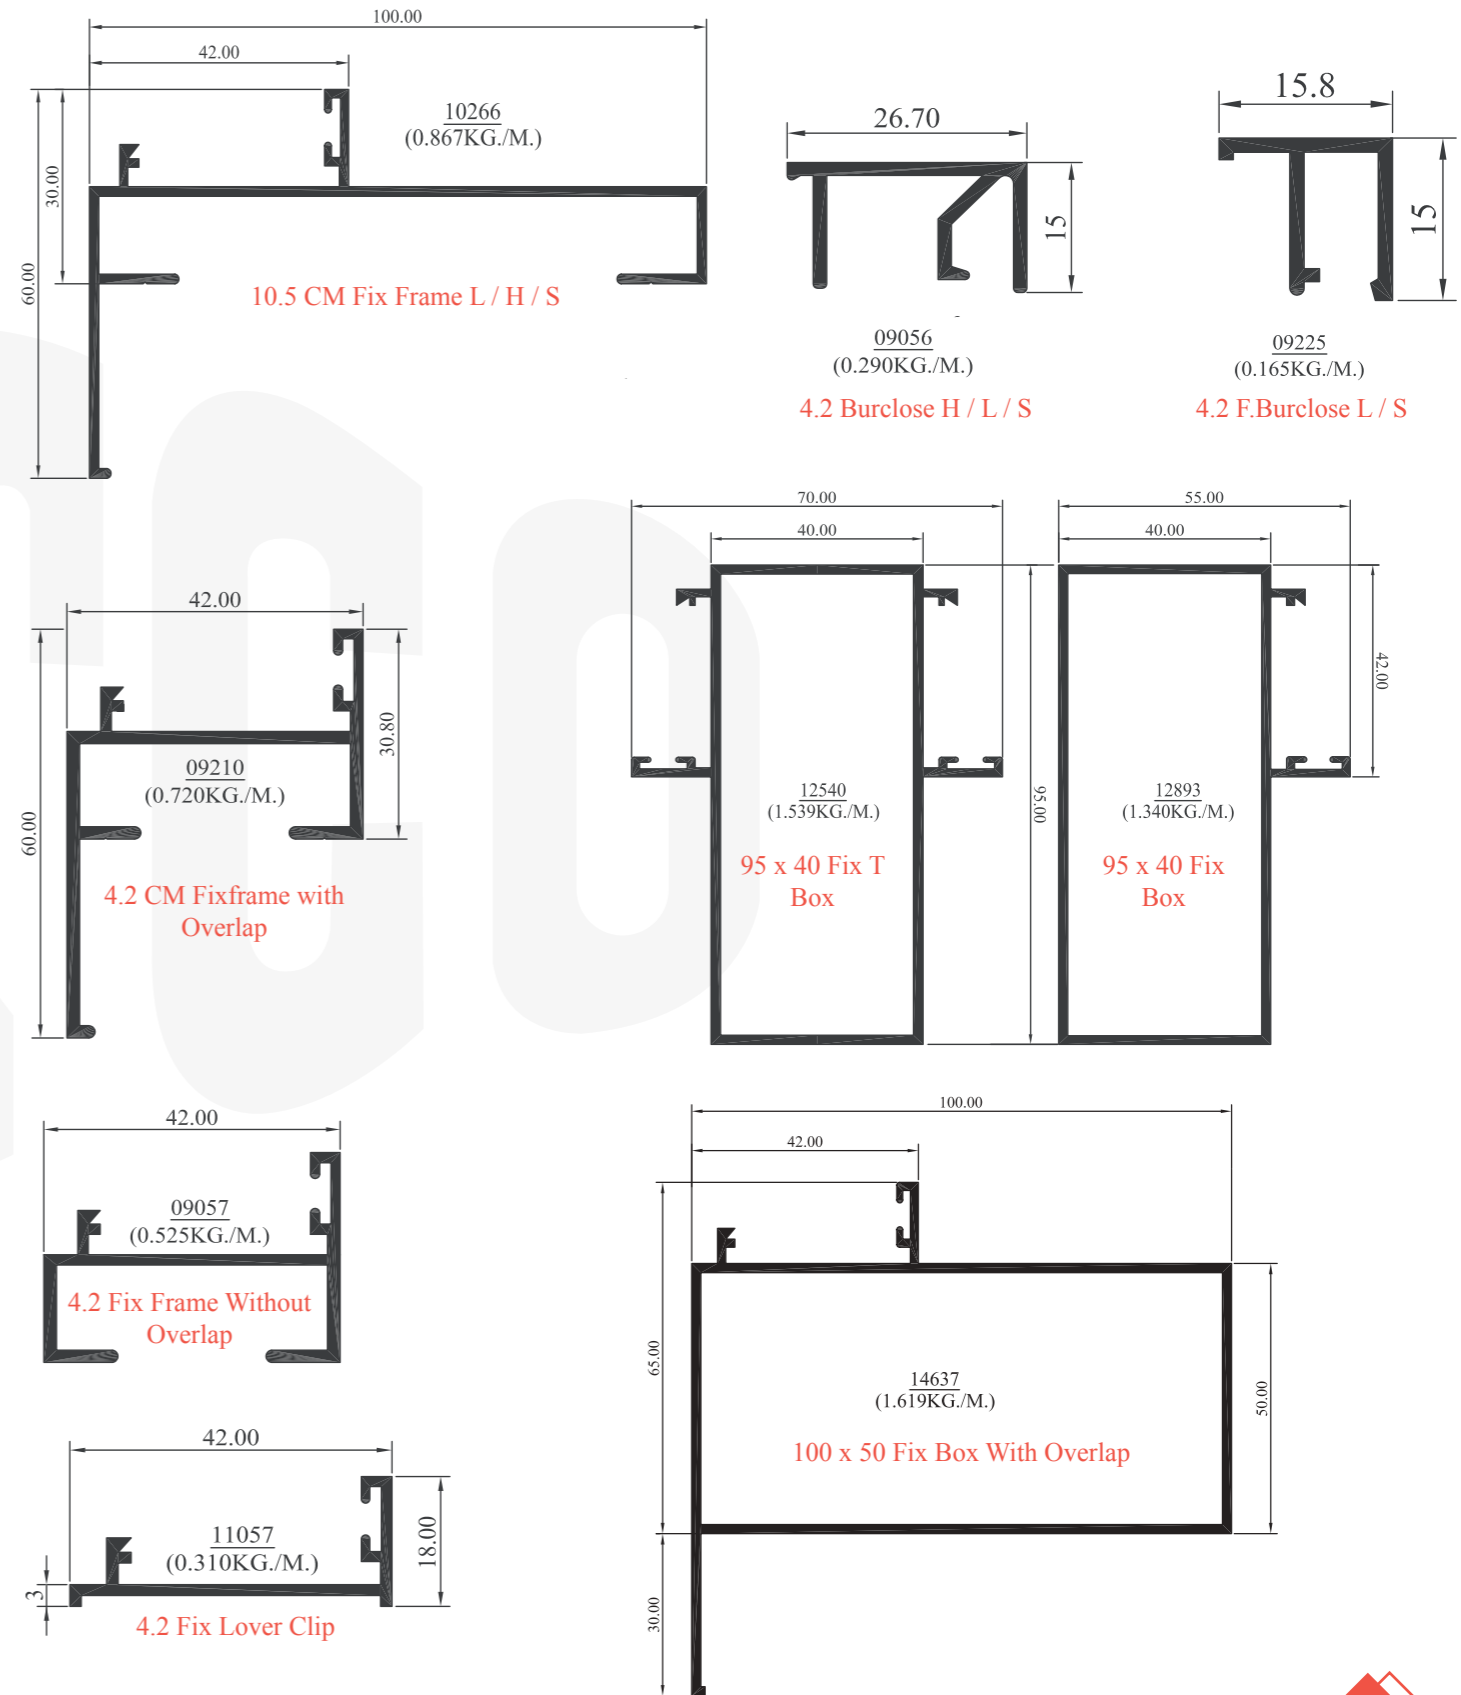 100.00
42.00
10266
(0.867KG./M.)
30.00
60.00
10.5 CM Fix Frame L / H / S
26.70
15
09056
(0.290KG./M.)
4.2 Burclose H / L / S
15.8
15
09225
(0.165KG./M.)
4.2 F.Burclose L / S
42.00
30.80
60.00
09210
(0.720KG./M.)
4.2 CM Fixframe with
Overlap
70.00
40.00
95.00
12540
(1.539KG./M.)
95 x 40 Fix T
Box
55.00
40.00
42.00
12893
(1.340KG./M.)
95 x 40 Fix
Box
42.00
09057
(0.525KG./M.)
4.2 Fix Frame Without
Overlap
100.00
42.00
65.00
50.00
30.00
14637
(1.619KG./M.)
100 x 50 Fix Box With Overlap
42.00
18.00
3
11057
(0.310KG./M.)
4.2 Fix Lover Clip